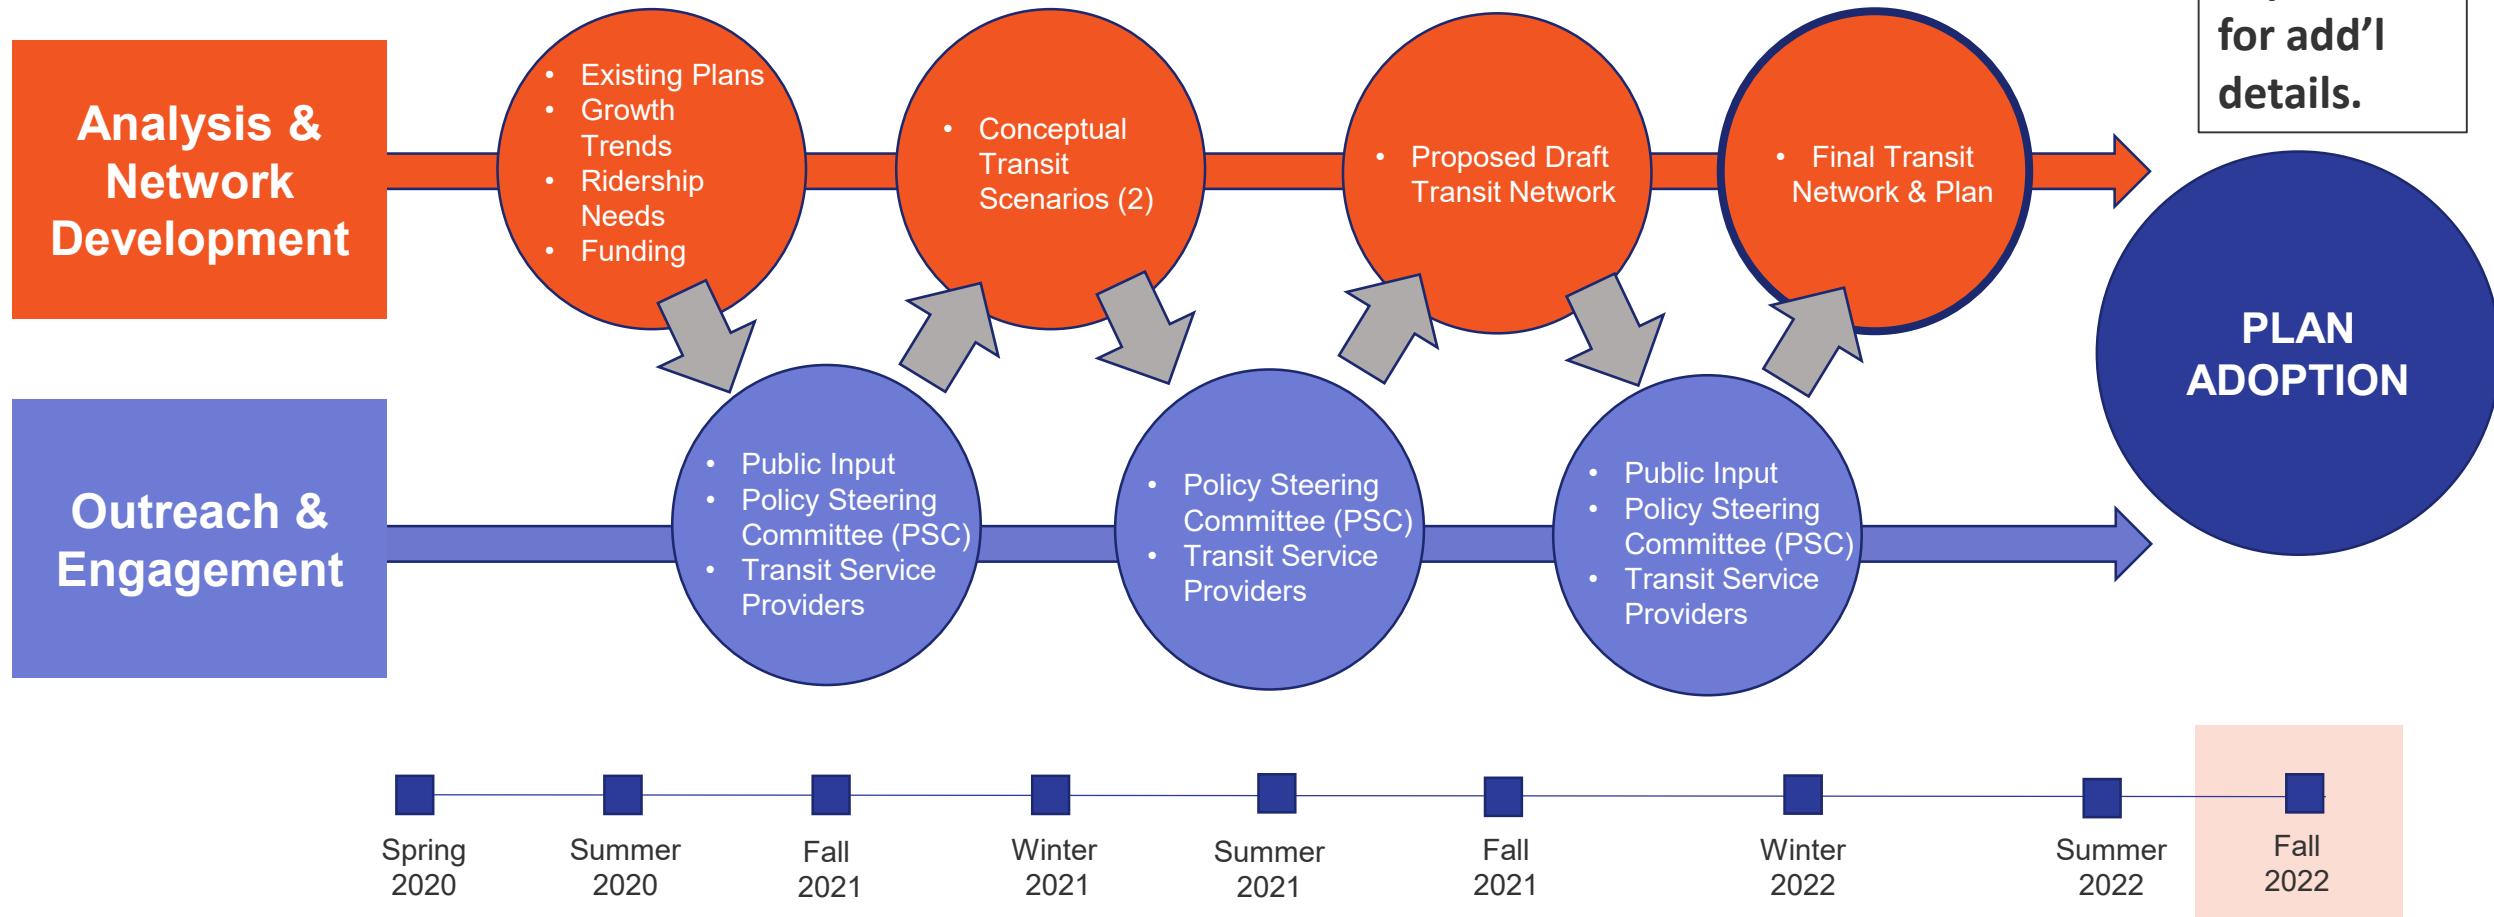 for add’l
details.
Analysis &
Network
Development
• Existing Plans
• Growth
Trends
• Ridership
Needs
• Funding
• Conceptual
Transit
Scenarios (2)
• Proposed Draft
Transit Network
• Final Transit
Network & Plan
PLAN
ADOPTION
Outreach &
Engagement
• Public Input
• Policy Steering
Committee (PSC)
• Transit Service
Providers
• Policy Steering
Committee (PSC)
• Transit Service
Providers
• Public Input
• Policy Steering
Committee (PSC)
• Transit Service
Providers
Spring
2020
Summer
2020
Fall
2021
Winter
2021
Summer
2021
Fall
2021
Winter
2022
Summer
2022
Fall
2022